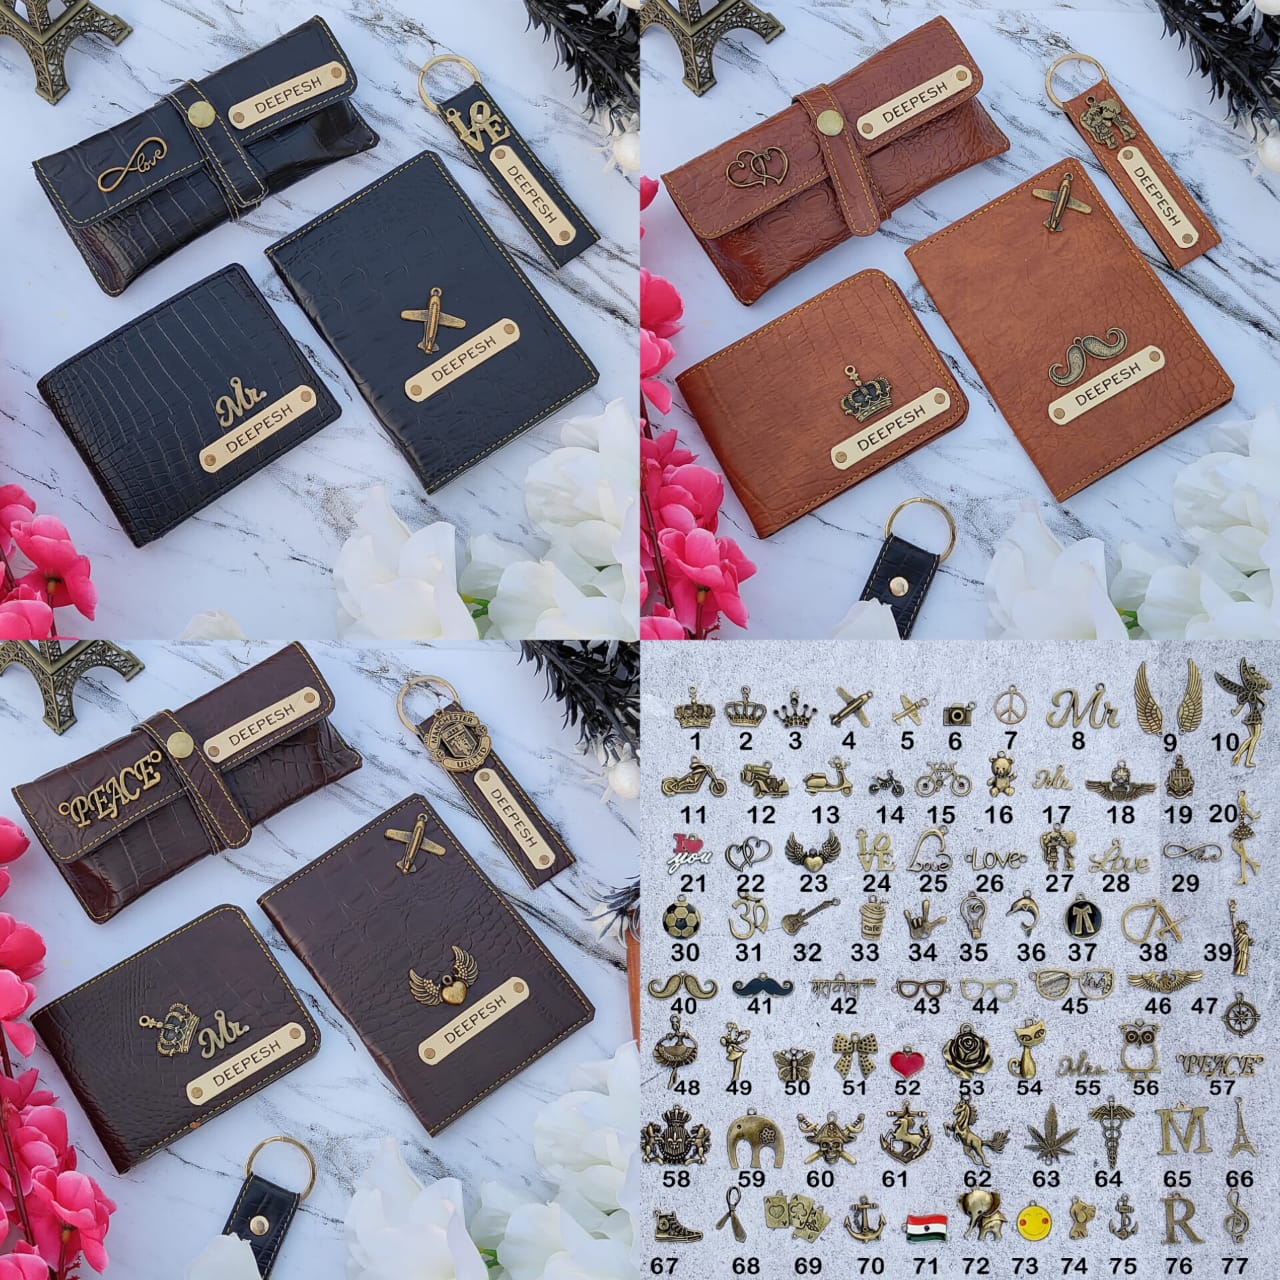 DEEPESH
love
LOVE
DEEPESH
DEEPESH
Mr.
DEEPESH
DEEPESH
DEEPESH
DEEPESH
DEEPESH
DEEPESH
PEACE
MANCHESTER
UNITED
DEEPESH
DEEPESH
Mr.
DEEPESH
Mr
1 2 3 4 5 6 7 8 9 10
Mr.
11 12 13 14 15 16 17 18 19 20
I you LOVE Love Love Love love
21 22 23 24 25 26 27 28 29
ॐ café
30 31 32 33 34 35 36 37 38 39
40 41 42 43 44 45 46 47
Mrs PEACE
48 49 50 51 52 53 54 55 56 57
M
58 59 60 61 62 63 64 65 66
R
67 68 69 70 71 72 73 74 75 76 77